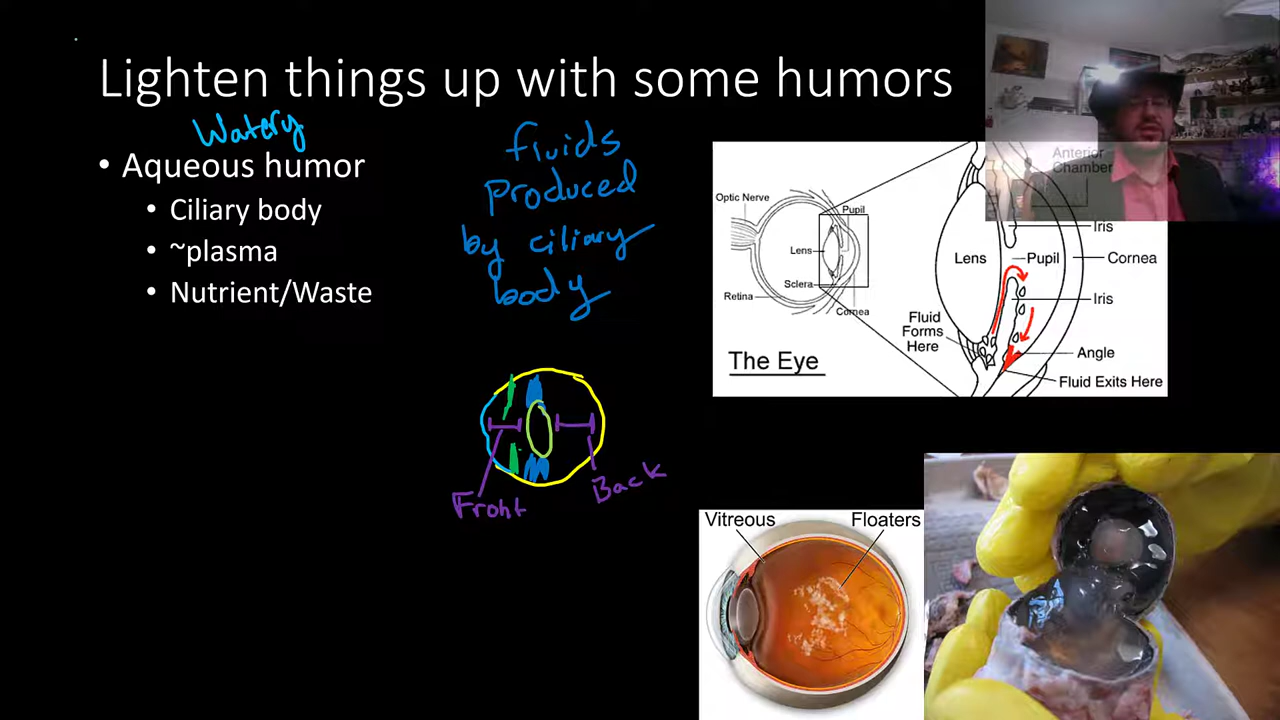 Lighten things up with some humors
Watery
• Aqueous humor
• Ciliary body
• ~plasma
• Nutrient/Waste
fluids
produced
by ciliary
body
Front
Back
Optic Nerve
Pupil
Lens
Sclera
Retina
Cornea
The Eye
Anterior
Chamber
Iris
Lens
Pupil
Cornea
Iris
Fluid
Forms
Here
Angle
Fluid Exits Here
Vitreous
Floaters